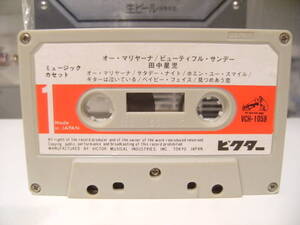 生ビール
オー・マリヤーナ/ビューティフル・サンデー
田中星児
ミュージック
カセット
オー・マリヤーナ/サタデー・ナイト/ホエン・ユー・スマイル/
ギターは泣いている/ベイビー・フェイス/見つめあう恋
1
Made
in JAPAN
VCH-1058
All right of the record producer and of the owner of the work reproduced reserved.
Copying, public performance and broadcasting of this record prohibited.
MANUFACTURED BY VICTOR MUSICAL INDUSTRIES, INC. TOKYO, JAPAN.
ビクター